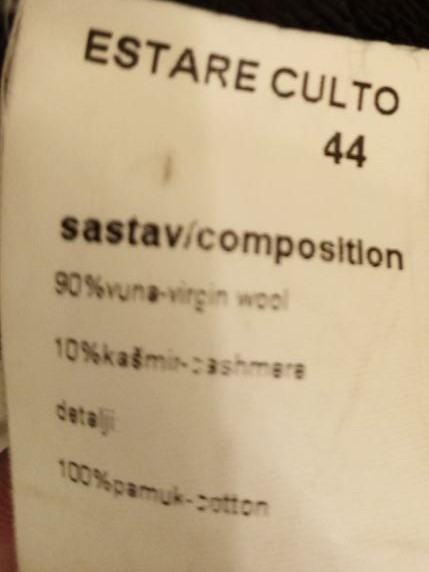 ESTARE CULTO
44
sastav/composition
90%vuna-virgin wool
10%kašmir-cashmere
detalji
100%pamuk-cotton